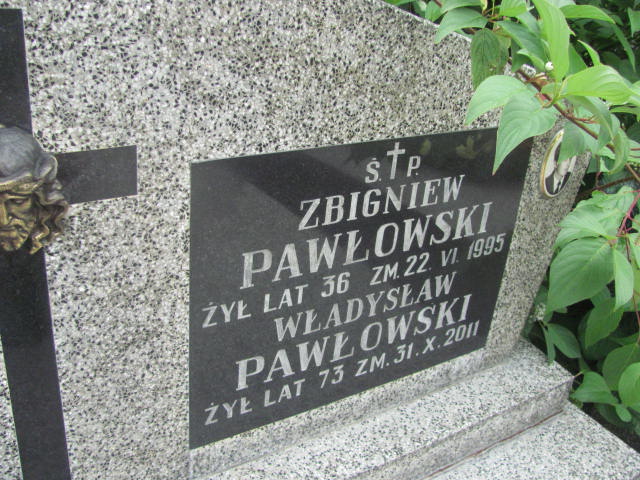 Ś.†P.
ZBIGNIEW
PAWŁOWSKI
ŻYŁ LAT 36 ZM. 22. VI. 1995
WŁADYSŁAW
PAWŁOWSKI
ŻYŁ LAT 73 ZM. 31. X. 2011